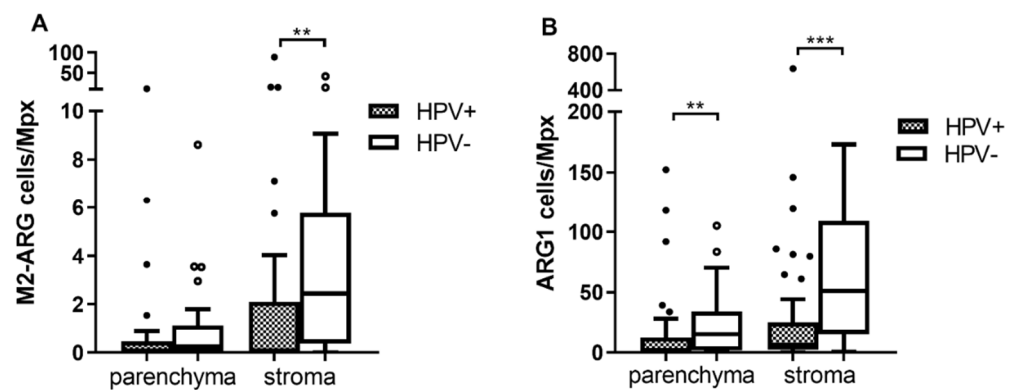 A
M2-ARG cells/Mpx
100
50
10
8
6
4
2
0
**
HPV+
HPV-
parenchyma
stroma
B
ARG1 cells/Mpx
800
400
200
150
100
50
0
**
***
HPV+
HPV-
parenchyma
stroma